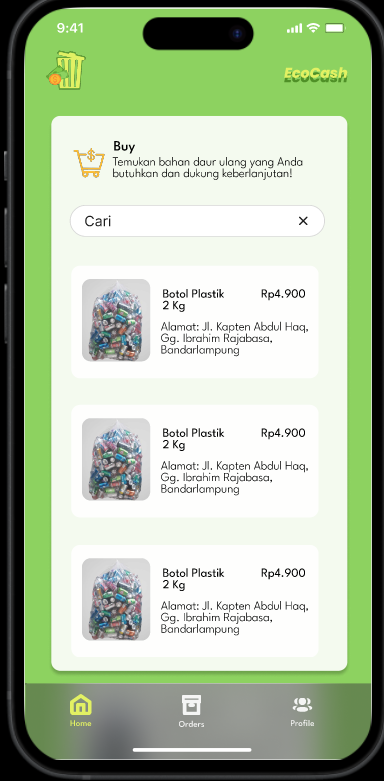 9:41
EcoCash
Buy
Temukan bahan daur ulang yang Anda
butuhkan dan dukung keberlanjutan!
Cari
Botol Plastik Rp4.900
2 Kg
Alamat: Jl. Kapten Abdul Haq,
Gg. Ibrahim Rajabasa,
Bandarlampung
Botol Plastik Rp4.900
2 Kg
Alamat: Jl. Kapten Abdul Haq,
Gg. Ibrahim Rajabasa,
Bandarlampung
Botol Plastik Rp4.900
2 Kg
Alamat: Jl. Kapten Abdul Haq,
Gg. Ibrahim Rajabasa,
Bandarlampung
Home Orders Profile